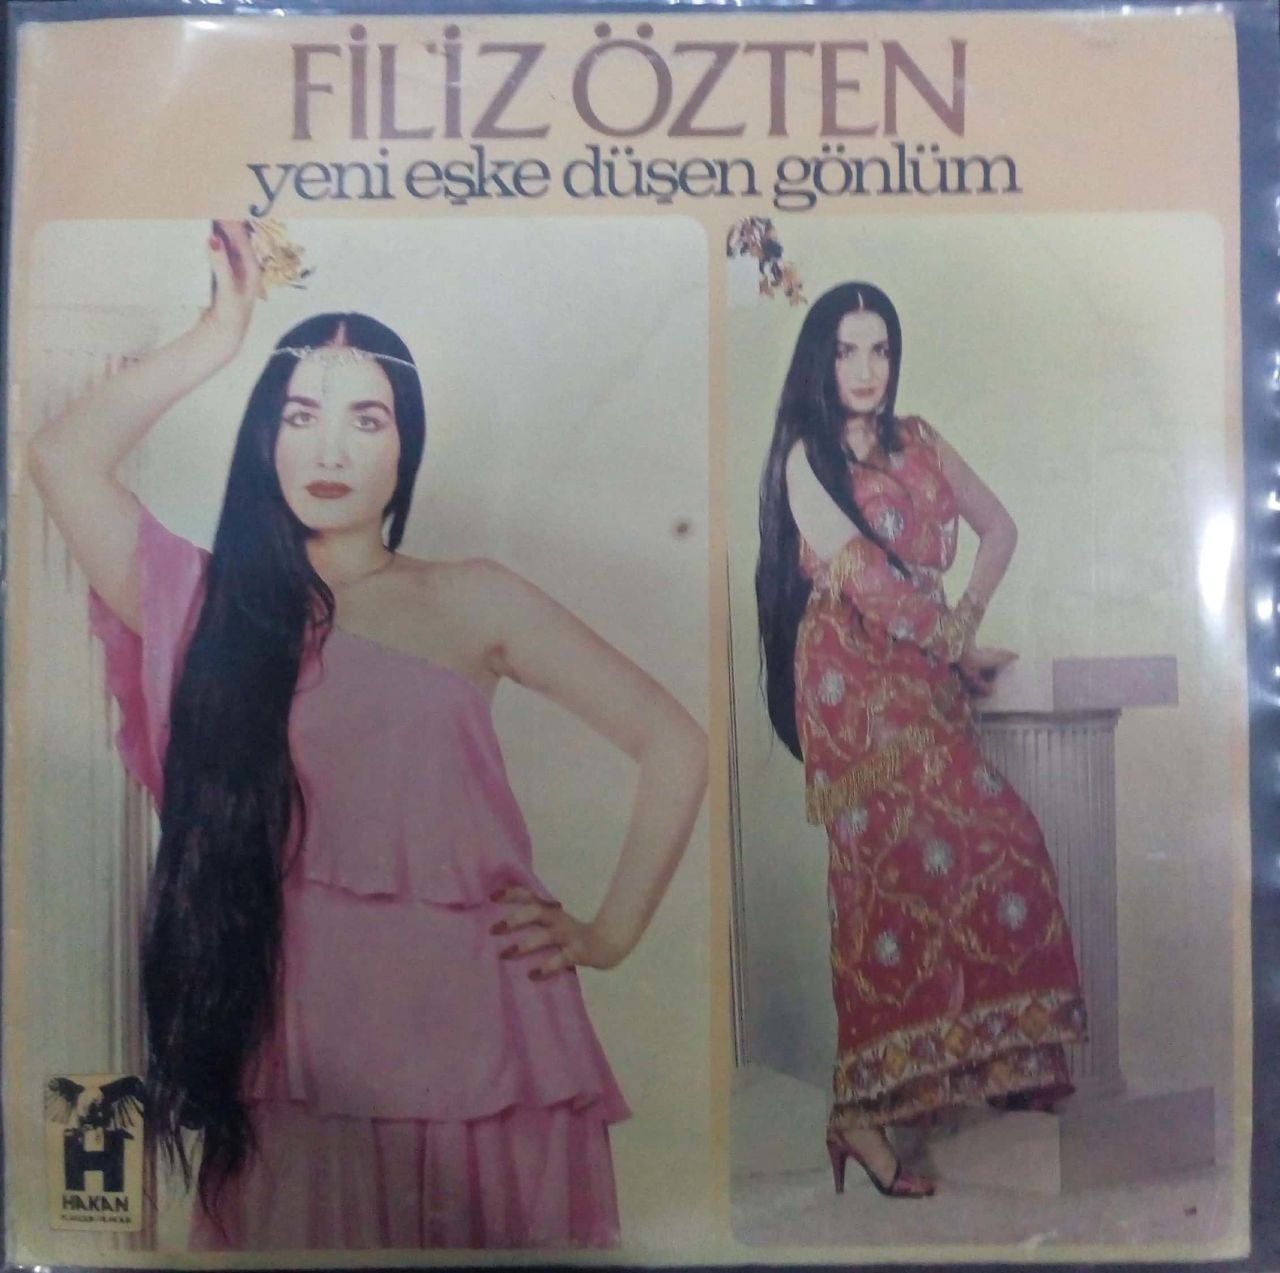 FİLİZ ÖZTEN
yeni eşke düşen gönlüm
HAKAN